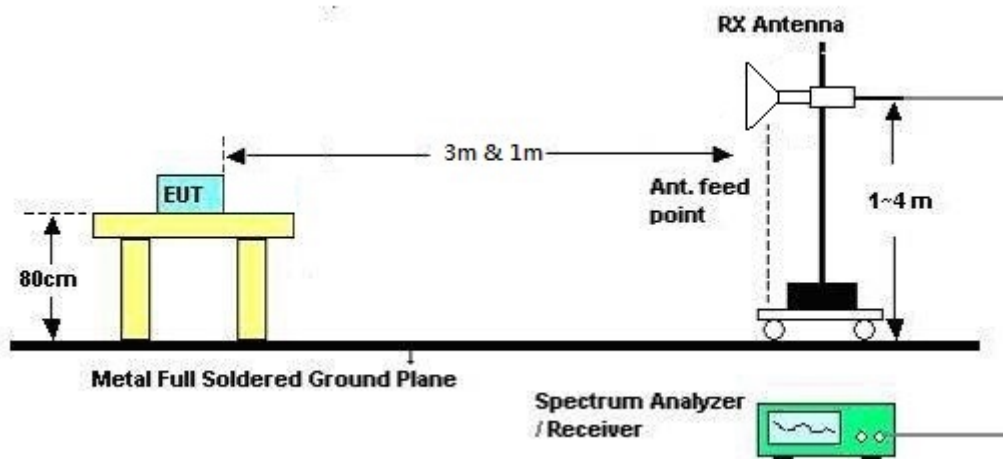 RX Antenna
3m & 1m
EUT
Ant. feed
point
1~4 m
80cm
Metal Full Soldered Ground Plane
Spectrum Analyzer
/ Receiver